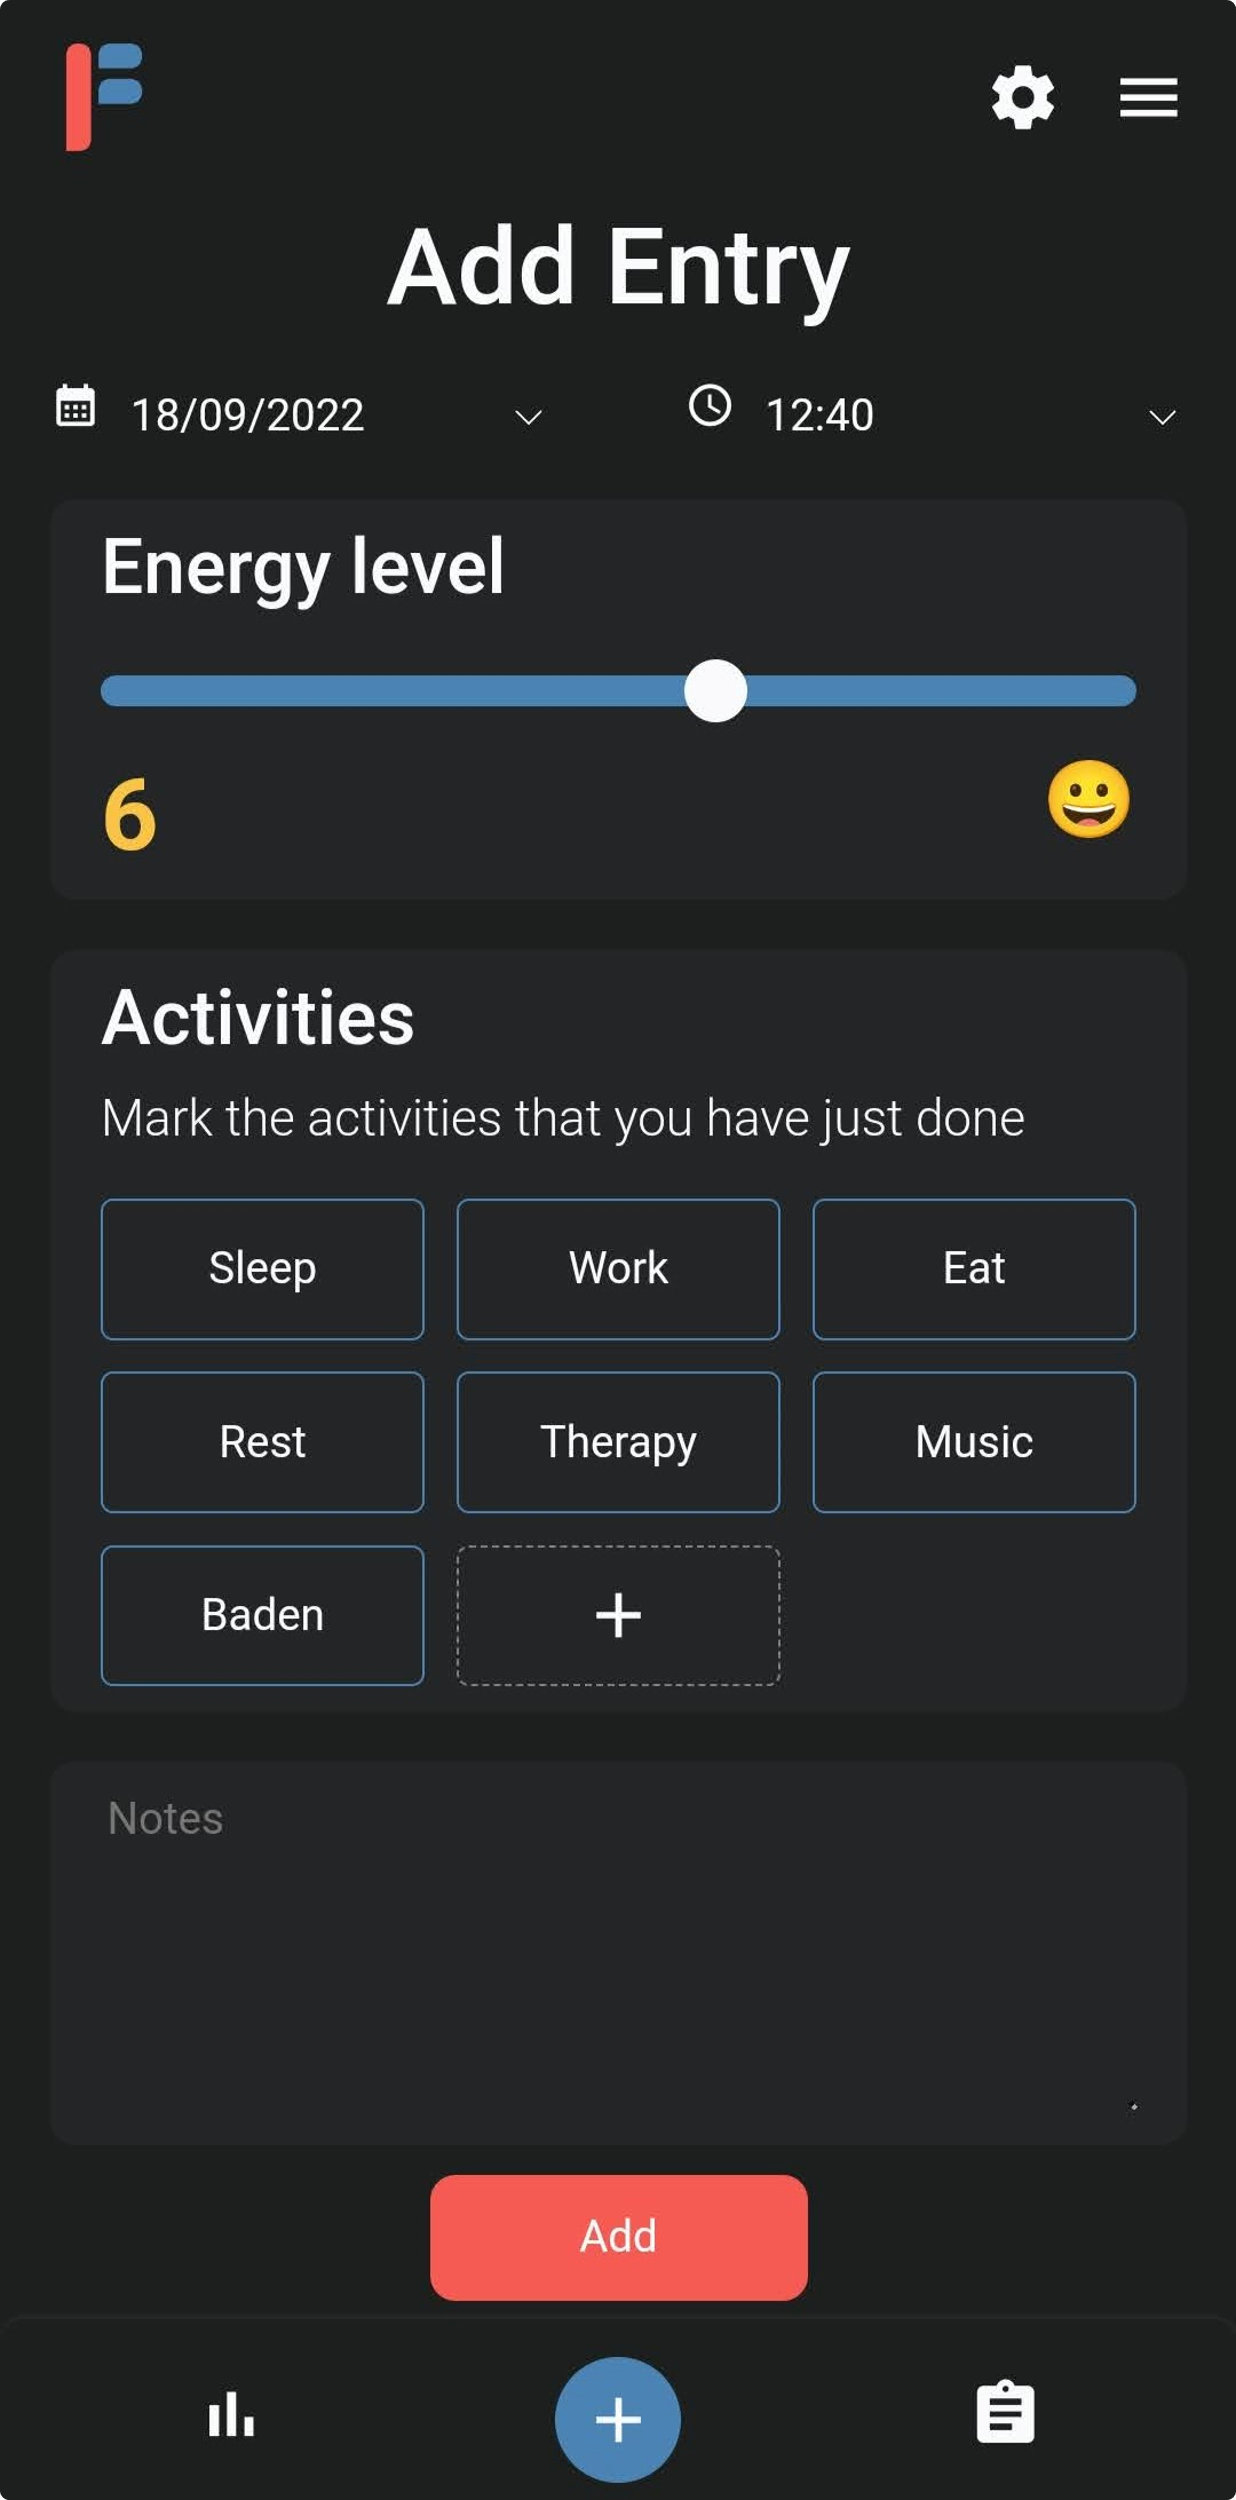 Add Entry
18/09/2022 12:40
Energy level
6
Activities
Mark the activities that you have just done
Sleep Work Eat
Rest Therapy Music
Baden +
Notes
Add